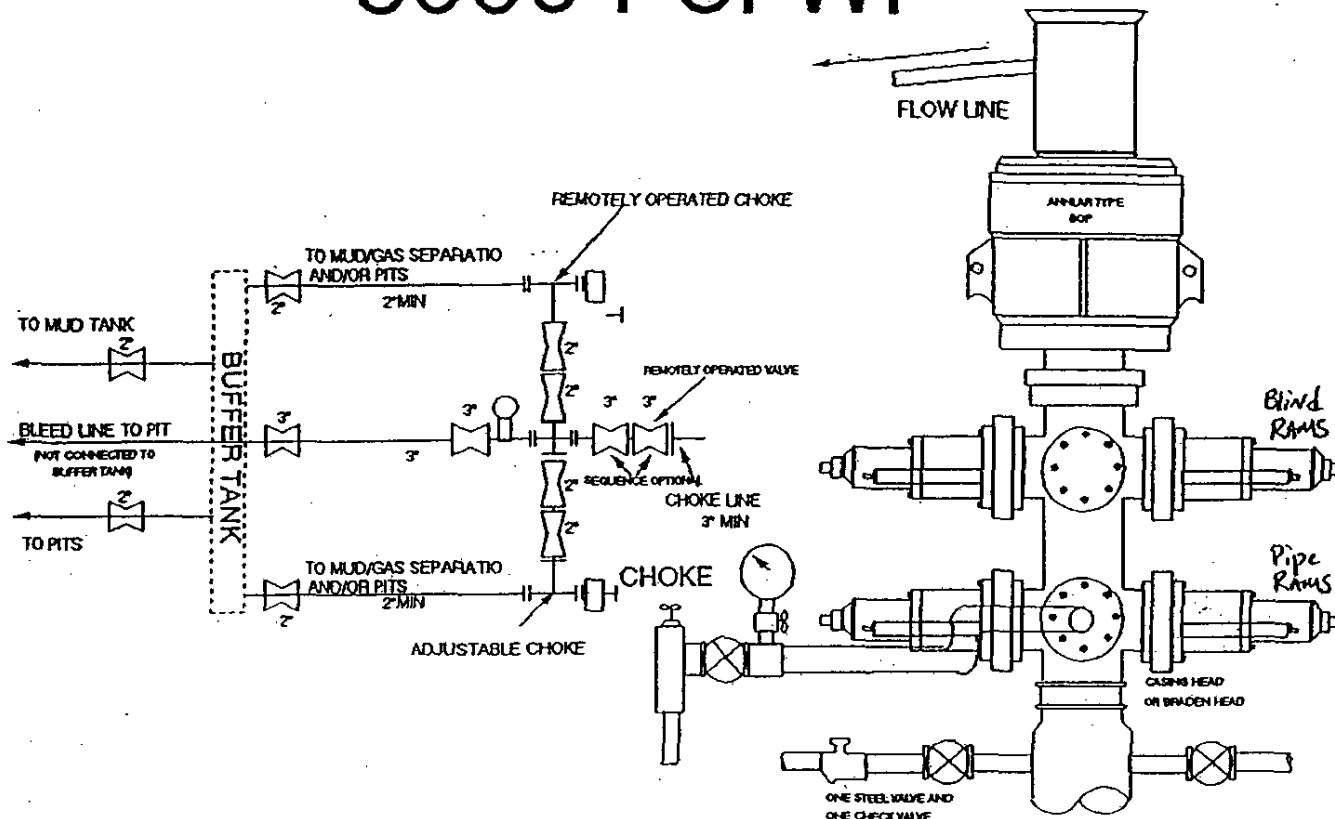 FLOW LINE
ANNULAR TYPE
BOP
REMOTELY OPERATED CHOKE
TO MUD/GAS SEPARATIO
AND/OR PITS
2" MIN
2"
TO MUD TANK
2"
2"
2"
REMOTELY OPERATED VALVE
3"
3"
3"
3"
BLEED LINE TO PIT
(NOT CONNECTED TO
BUFFER TANK)
3"
BUFFER TANK
SEQUENCE OPTIONAL
CHOKE LINE
3" MIN
2"
2"
2"
TO PITS
TO MUD/GAS SEPARATIO
AND/OR PITS
2" MIN
2"
ADJUSTABLE CHOKE
CHOKE
Blind
RAMS
Pipe
RAMS
CASING HEAD
OR BRADEN HEAD
ONE STEEL VALVE AND
ONE CHECK VALVE